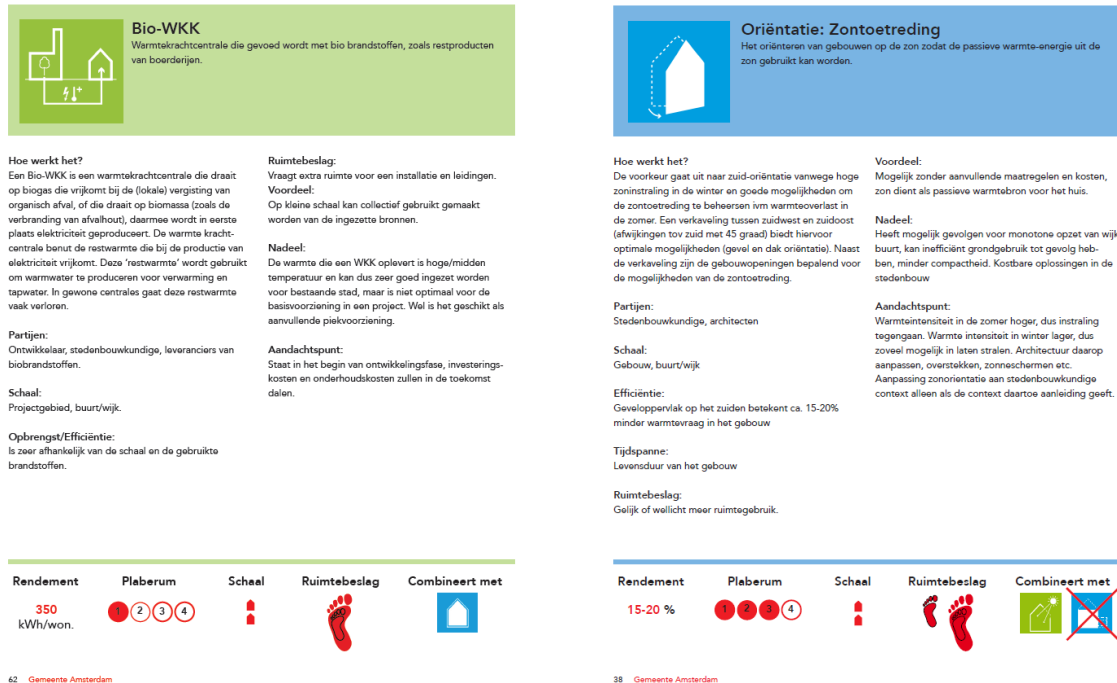 Bio-WKK
Warmtekrachtcentrale die gevoed wordt met bio brandstoffen, zoals restproducten
van boerderijen.
Hoe werkt het?
Een Bio-WKK is een warmtekrachtcentrale die draait
op biogas die vrijkomt bij de (lokale) vergisting van
organisch afval, of die draait op biomassa (zoals de
verbranding van afvalhout), daarmee wordt in eerste
plaats elektriciteit geproduceert. De warmte kracht-
centrale benut de restwarmte die bij de productie van
elektriciteit vrijkomt. Deze 'restwarmte' wordt gebruikt
om warmwater te produceren voor verwarming en
tapwater. In gewone centrales gaat deze restwarmte
vaak verloren.
Partijen:
Ontwikkelaar, stedenbouwkundige, leveranciers van
biobrandstoffen.
Schaal:
Projectgebied, buurt/wijk.
Opbrengst/Efficiëntie:
Is zeer afhankelijk van de schaal en de gebruikte
brandstoffen.
Ruimtebeslag:
Vraagt extra ruimte voor een installatie en leidingen.
Voordeel:
Op kleine schaal kan collectief gebruikt gemaakt
worden van de ingezette bronnen.
Nadeel:
De warmte die een WKK oplevert is hoge/midden
temperatuur en kan dus zeer goed ingezet worden
voor bestaande stad, maar is niet optimaal voor de
basisvoorziening in een project. Wel is het geschikt als
aanvullende piekvoorziening.
Aandachtspunt:
Staat in het begin van ontwikkelingsfase, investerings-
kosten en onderhoudskosten zullen in de toekomst
dalen.
Rendement Plaberum Schaal Ruimtebeslag Combineert met
350 1 2 3 4
kWh/won.
62 Gemeente Amsterdam
Oriëntatie: Zontoetreding
Het oriënteren van gebouwen op de zon zodat de passieve warmte-energie uit de
zon gebruikt kan worden.
Hoe werkt het?
De voorkeur gaat uit naar zuid-oriëntatie vanwege hoge
zoninstraling in de winter en goede mogelijkheden om
de zontoetreding te beheersen ivm warmteoverlast in
de zomer. Een verkaveling tussen zuidwest en zuidoost
(afwijkingen tov zuid met 45 graad) biedt hiervoor
optimale mogelijkheden (gevel en dak oriëntatie). Naast
de verkaveling zijn de gebouwopeningen bepalend voor
de mogelijkheden van de zontoetreding.
Partijen:
Stedenbouwkundige, architecten
Schaal:
Gebouw, buurt/wijk
Efficiëntie:
Geveloppervlak op het zuiden betekent ca. 15-20%
minder warmtevraag in het gebouw
Tijdspanne:
Levensduur van het gebouw
Ruimtebeslag:
Gelijk of wellicht meer ruimtegebruik.
Voordeel:
Mogelijk zonder aanvullende maatregelen en kosten,
zon dient als passieve warmtebron voor het huis.
Nadeel:
Heeft mogelijk gevolgen voor monotone opzet van wijk
buurt, kan inefficiënt grondgebruik tot gevolg heb-
ben, minder compactheid. Kostbare oplossingen in de
stedenbouw
Aandachtspunt:
Warmteintensiteit in de zomer hoger, dus instraling
tegengaan. Warmte intensiteit in winter lager, dus
zoveel mogelijk in laten stralen. Architectuur daarop
aanpassen, overstekken, zonneschermen etc.
Aanpassing zonorientatie aan stedenbouwkundige
context alleen als de context daartoe aanleiding geeft.
Rendement Plaberum Schaal Ruimtebeslag Combineert met
15-20 % 1 2 3 4
38 Gemeente Amsterdam